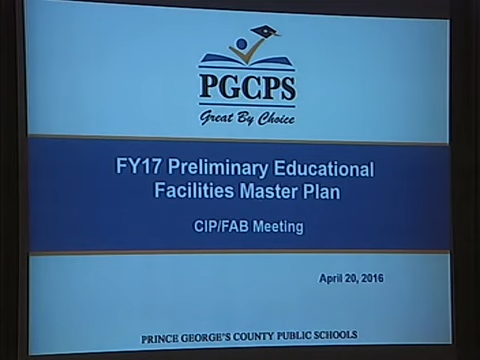 PGCPS
Great By Choice
FY17 Preliminary Educational
Facilities Master Plan
CIP/FAB Meeting
April 20, 2016
PRINCE GEORGE'S COUNTY PUBLIC SCHOOLS